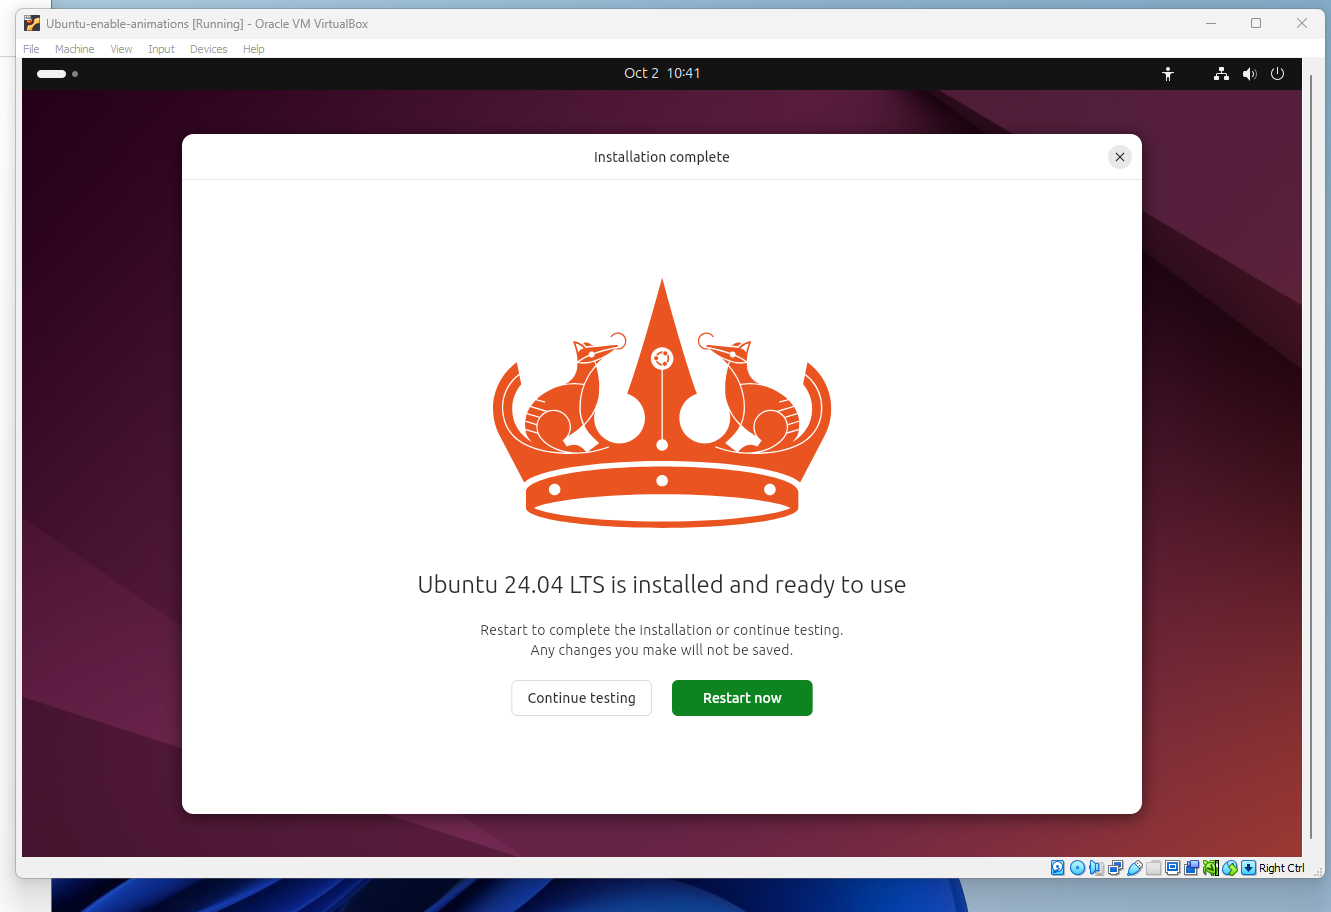 Ubuntu-enable-animations [Running] - Oracle VM VirtualBox
File Machine View Input Devices Help
Oct 2 10:41
Installation complete
Ubuntu 24.04 LTS is installed and ready to use
Restart to complete the installation or continue testing.
Any changes you make will not be saved.
Continue testing Restart now
Right Ctrl